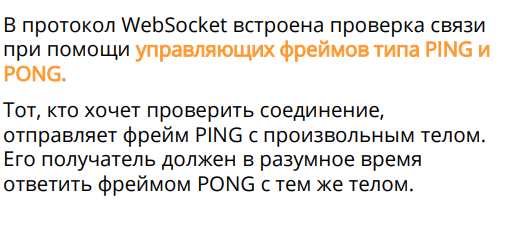 В протокол WebSocket встроена проверка связи
при помощи управляющих фреймов типа PING и
PONG.
Тот, кто хочет проверить соединение,
отправляет фрейм PING с произвольным телом.
Его получатель должен в разумное время
ответить фреймом PONG с тем же телом.